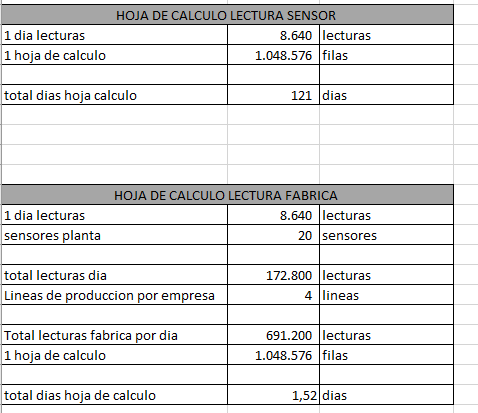 HOJA DE CALCULO LECTURA SENSOR
1 dia lecturas 8.640 lecturas
1 hoja de calculo 1.048.576 filas
total dias hoja calculo 121 dias
HOJA DE CALCULO LECTURA FABRICA
1 dia lecturas 8.640 lecturas
sensores planta 20 sensores
total lecturas dia 172.800 lecturas
Lineas de produccion por empresa 4 lineas
Total lecturas fabrica por dia 691.200 lecturas
1 hoja de calculo 1.048.576 filas
total dias hoja de calculo 1,52 dias